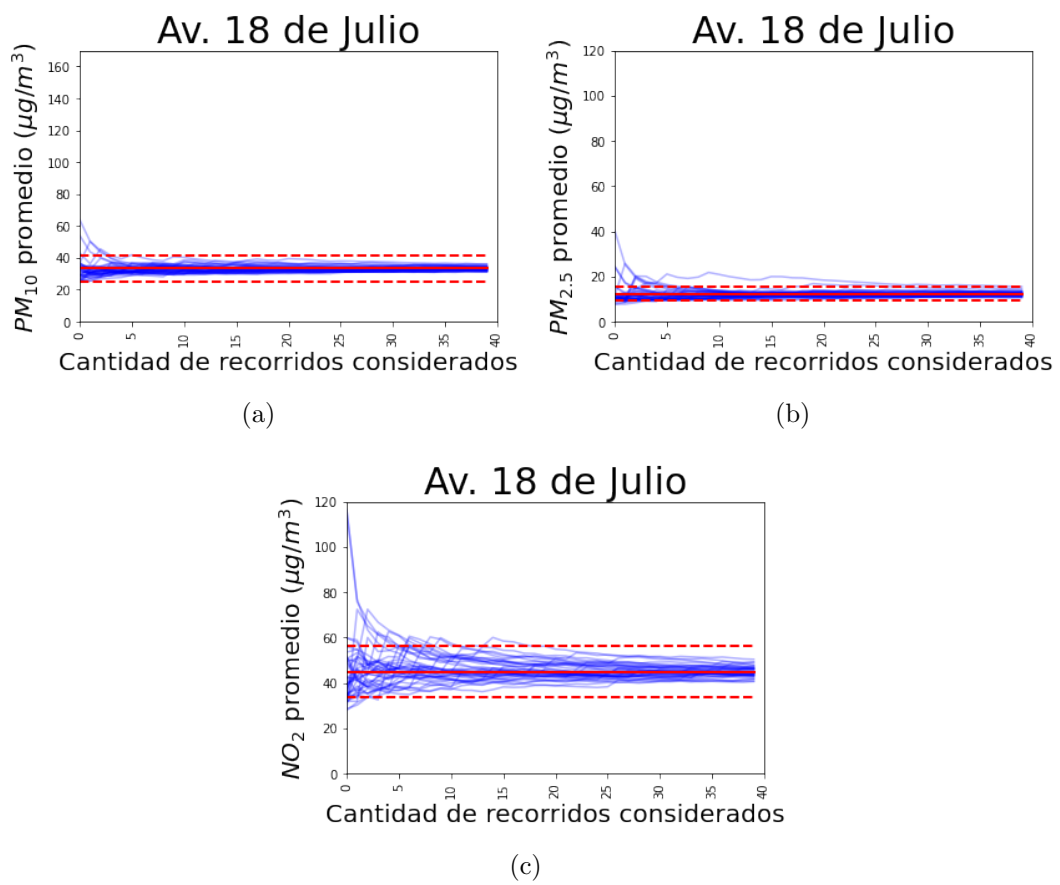 Av. 18 de Julio
PM10 promedio (μg/m³)
160
140
120
100
80
60
40
20
0
0 5 10 15 20 25 30 35 40
Cantidad de recorridos considerados
(a)
Av. 18 de Julio
PM2.5 promedio (μg/m³)
120
100
80
60
40
20
0
0 5 10 15 20 25 30 35 40
Cantidad de recorridos considerados
(b)
Av. 18 de Julio
NO2 promedio (μg/m³)
120
100
80
60
40
20
0
0 5 10 15 20 25 30 35 40
Cantidad de recorridos considerados
(c)